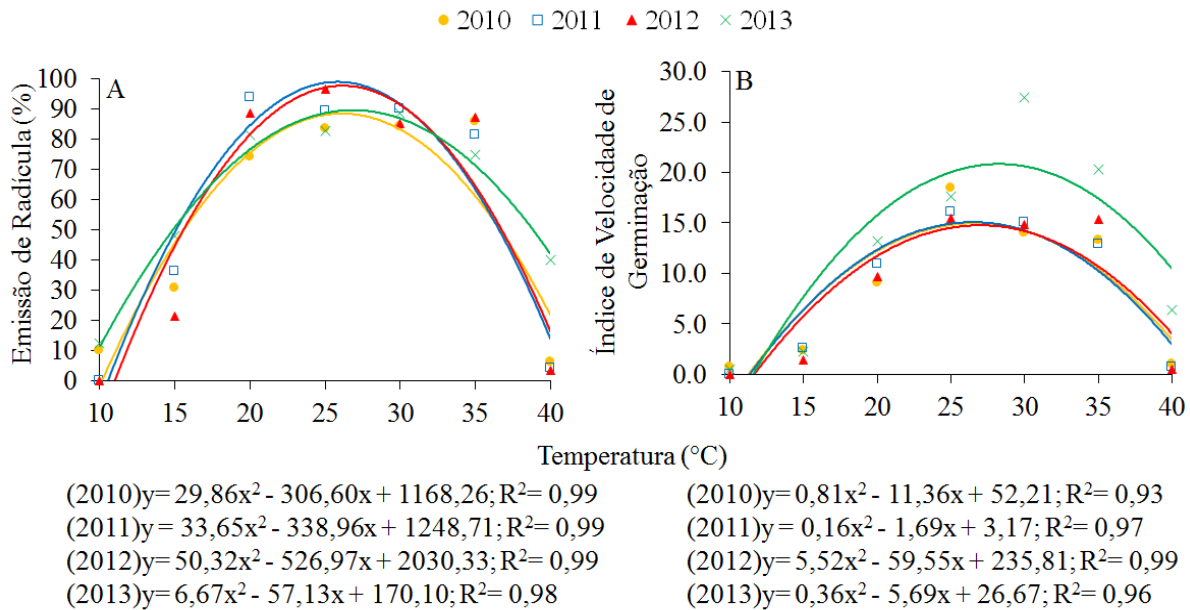 2010 2011 2012 2013
A
Emissão de Radícula (%)
100
90
80
70
60
50
40
30
20
10
0
10 15 20 25 30 35 40
B
Índice de Velocidade de
Germinação
30.0
25.0
20.0
15.0
10.0
5.0
0.0
10 15 20 25 30 35 40
Temperatura (°C)
(2010)y= 29,86x² - 306,60x + 1168,26; R²= 0,99
(2011)y= 33,65x² - 338,96x + 1248,71; R²= 0,99
(2012)y= 50,32x² - 526,97x + 2030,33; R²= 0,99
(2013)y= 6,67x² - 57,13x + 170,10; R²= 0,98
(2010)y= 0,81x² - 11,36x + 52,21; R²= 0,93
(2011)y= 0,16x² - 1,69x + 3,17; R²= 0,97
(2012)y= 5,52x² - 59,55x + 235,81; R²= 0,99
(2013)y= 0,36x² - 5,69x + 26,67; R²= 0,96